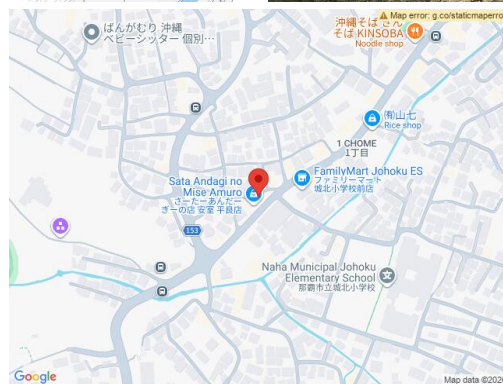 ⚠ Map error: g.co/staticmaperro
ばんがむり 沖縄
ベビーシッター 個別…
沖縄そば きん
そば KINSOBA
Noodle shop
(有)山七
Rice shop
1 CHOME
1丁目
FamilyMart Johoku ES
ファミリーマート
城北小学校前店
Sata Andagi no
Mise Amuro
さーたーあんだー
ぎーの店 安室 平良店
153
Naha Municipal Johoku
Elementary School
那覇市立城北小学校
Google
Map data ©202